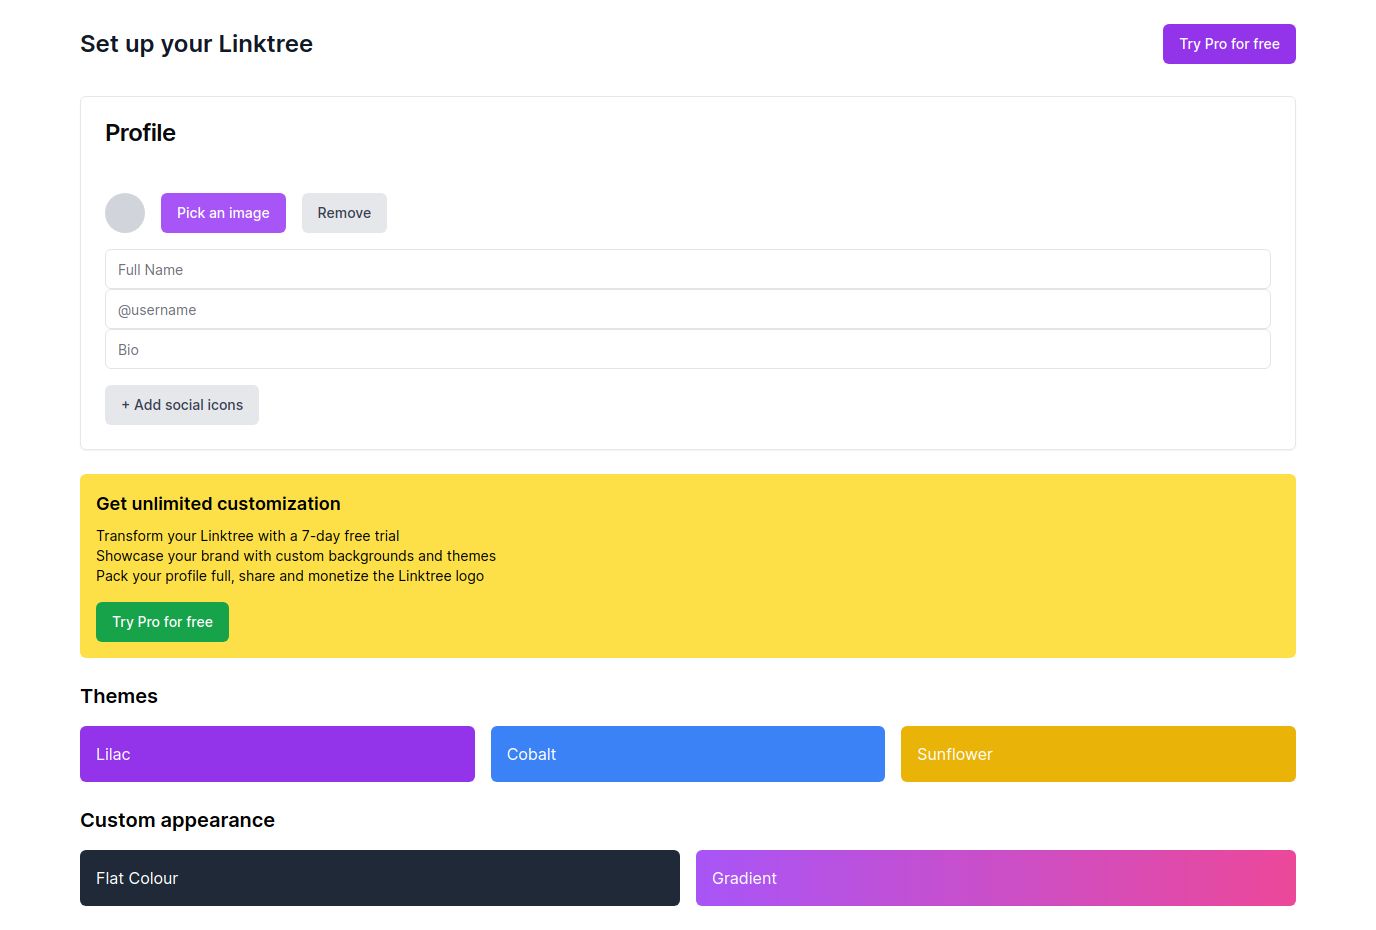 Set up your Linktree
Try Pro for free
Profile
Pick an image
Remove
Full Name
@username
Bio
+ Add social icons
Get unlimited customization
Transform your Linktree with a 7-day free trial
Showcase your brand with custom backgrounds and themes
Pack your profile full, share and monetize the Linktree logo
Try Pro for free
Themes
Lilac
Cobalt
Sunflower
Custom appearance
Flat Colour
Gradient